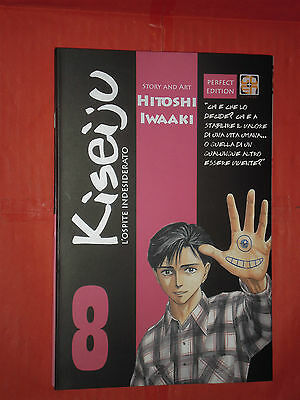 Kiseiju
L'OSPITE INDESIDERATO
8
STORY AND ART
HITOSHI
IWAAKI
PERFECT
EDITION
"CHI E CHE LO
DECIDE? CHI E A
STABILIRE IL VALORE
DI UNA VITA UMANA...
O QUELLA DI UN
QUALUNQUE ALTRO
ESSERE VIVENTE?"